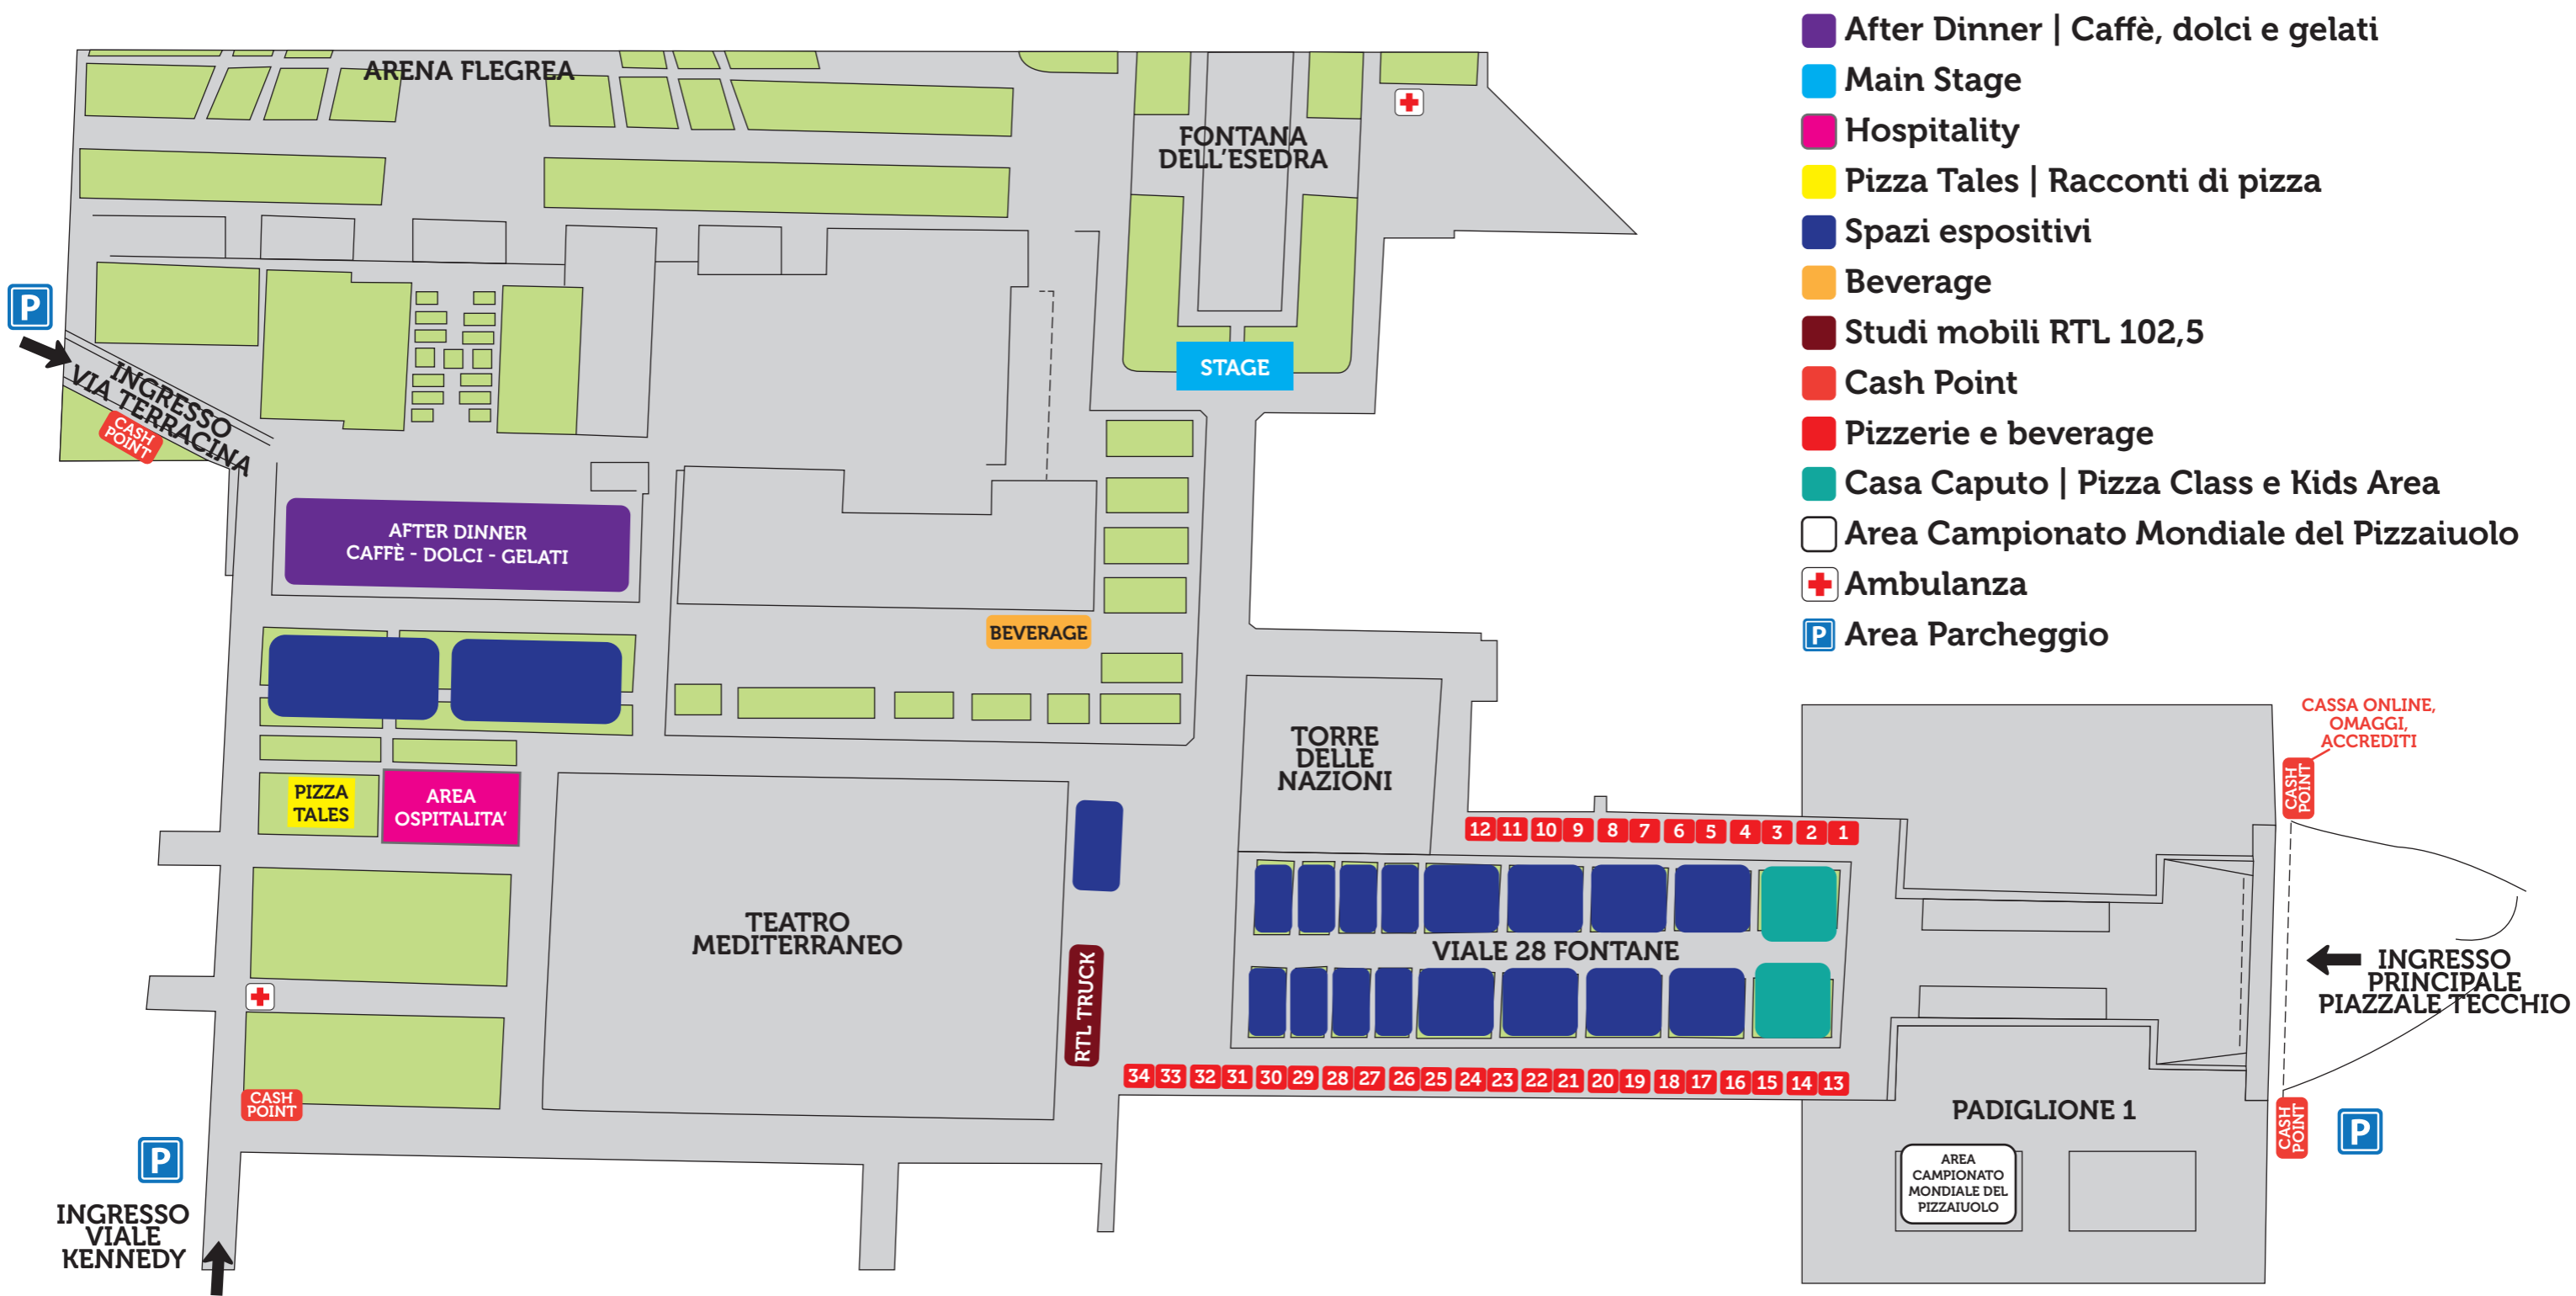 After Dinner | Caffè, dolci e gelati
Main Stage
Hospitality
Pizza Tales | Racconti di pizza
Spazi espositivi
Beverage
Studi mobili RTL 102,5
Cash Point
Pizzerie e beverage
Casa Caputo | Pizza Class e Kids Area
Area Campionato Mondiale del Pizzaiuolo
Ambulanza
P Area Parcheggio
ARENA FLEGREA
FONTANA
DELL'ESEDRA
P
INGRESSO
VIA TERRACINA
CASH
POINT
STAGE
AFTER DINNER
CAFFÈ - DOLCI - GELATI
BEVERAGE
PIZZA
TALES
AREA
OSPITALITA'
TORRE
DELLE
NAZIONI
CASSA ONLINE,
OMAGGI,
ACCREDITI
CASH
POINT
12 11 10 9 8 7 6 5 4 3 2 1
TEATRO
MEDITERRANEO
VIALE 28 FONTANE
RTL TRUCK
INGRESSO
PRINCIPALE
PIAZZALE TECCHIO
34 33 32 31 30 29 28 27 26 25 24 23 22 21 20 19 18 17 16 15 14 13
CASH
POINT
PADIGLIONE 1
CASH
POINT
P
P
AREA
CAMPIONATO
MONDIALE DEL
PIZZAIUOLO
INGRESSO
VIALE
KENNEDY